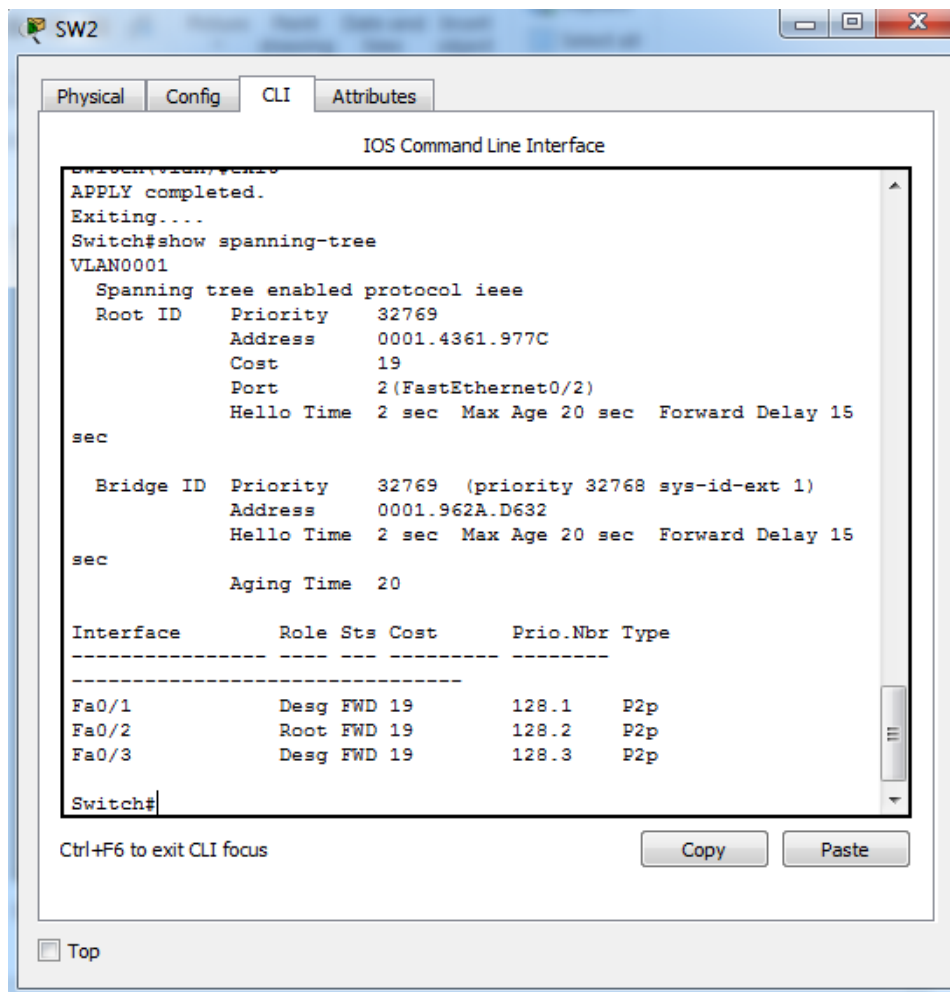 SW2
Physical Config CLI Attributes
IOS Command Line Interface
APPLY completed.
Exiting....
Switch#show spanning-tree
VLAN0001
  Spanning tree enabled protocol ieee
  Root ID    Priority    32769
             Address     0001.4361.977C
             Cost        19
             Port        2(FastEthernet0/2)
             Hello Time  2 sec  Max Age 20 sec  Forward Delay 15
sec
  Bridge ID  Priority    32769  (priority 32768 sys-id-ext 1)
             Address     0001.962A.D632
             Hello Time  2 sec  Max Age 20 sec  Forward Delay 15
sec
             Aging Time  20
Interface        Role Sts Cost      Prio.Nbr Type
---------------- ---- --- --------- --------
--------------------------------
Fa0/1            Desg FWD 19        128.1    P2p
Fa0/2            Root FWD 19        128.2    P2p
Fa0/3            Desg FWD 19        128.3    P2p
Switch#
Ctrl+F6 to exit CLI focus
Copy Paste
Top